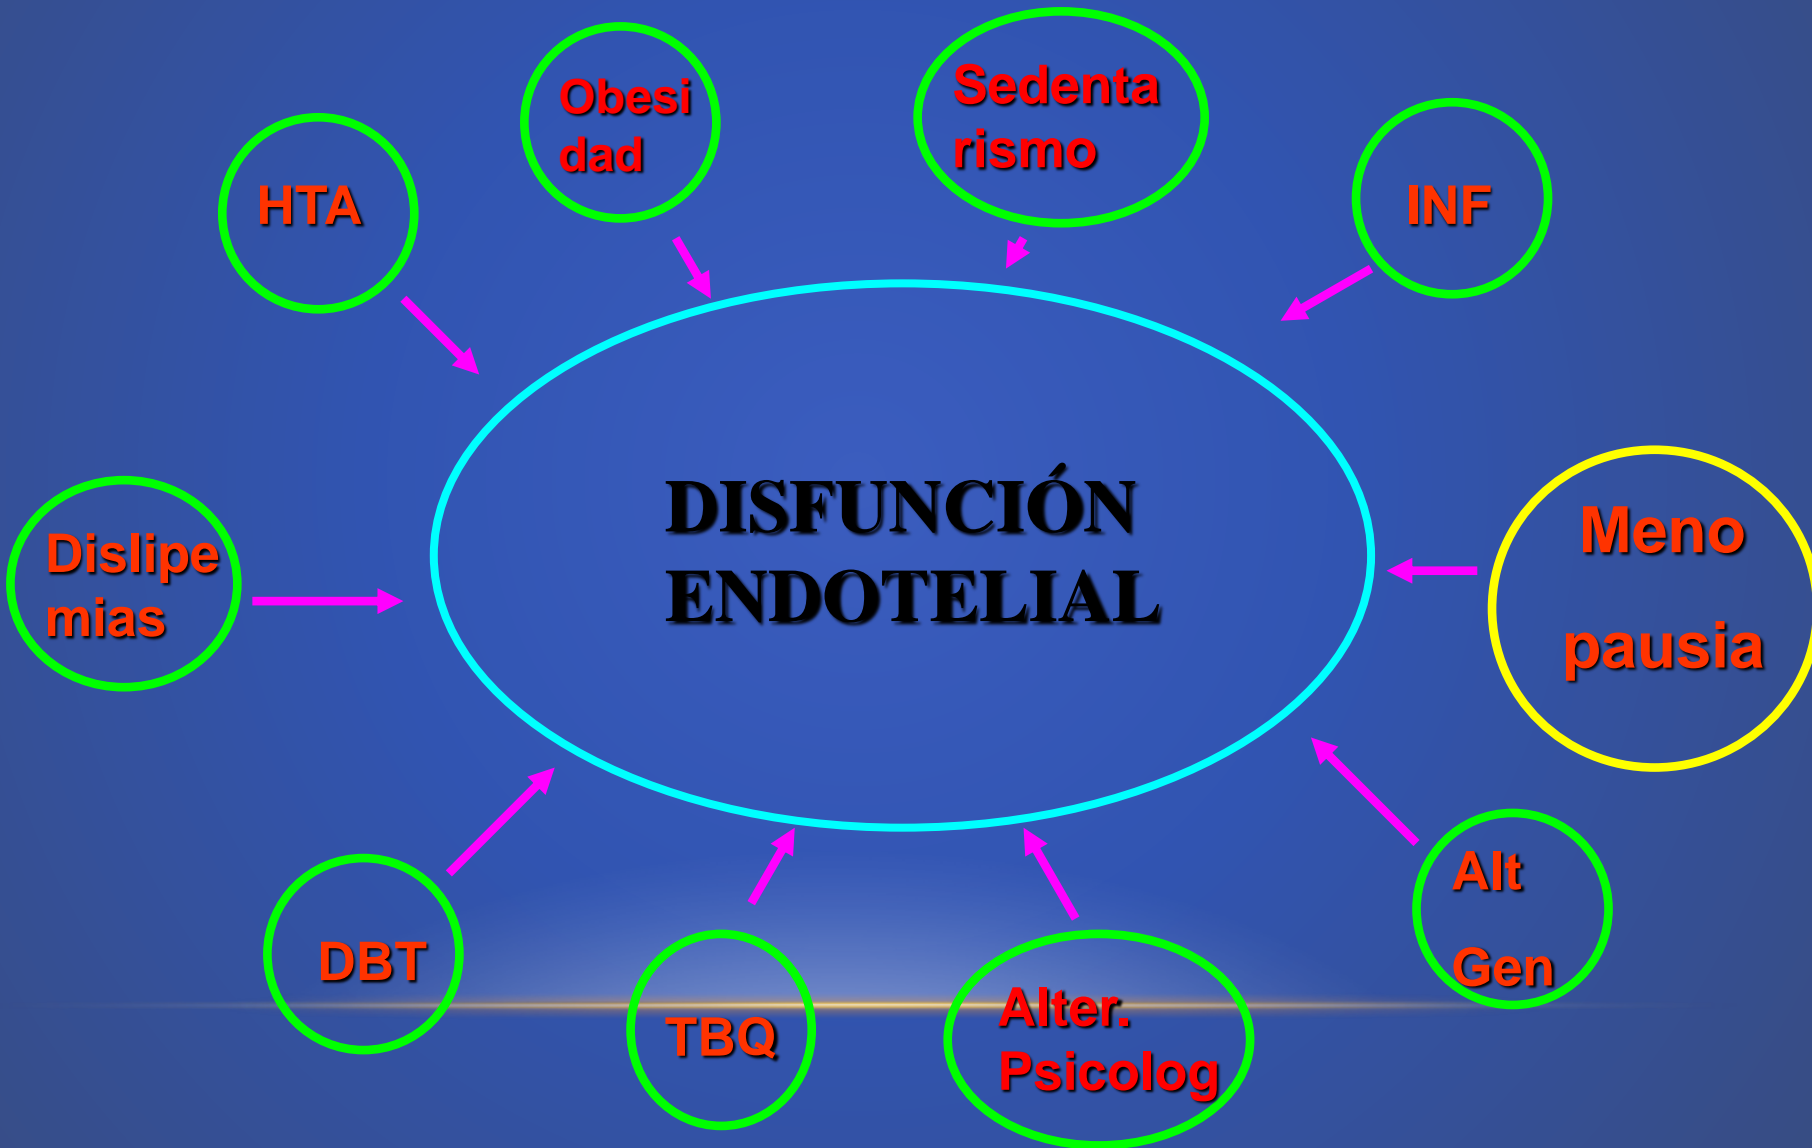 Obesi
dad
Sedenta
rismo
HTA
INF
DISFUNCIÓN
ENDOTELIAL
Dislipe
mias
Meno
pausia
DBT
TBQ
Alter.
Psicolog
Alt
Gen